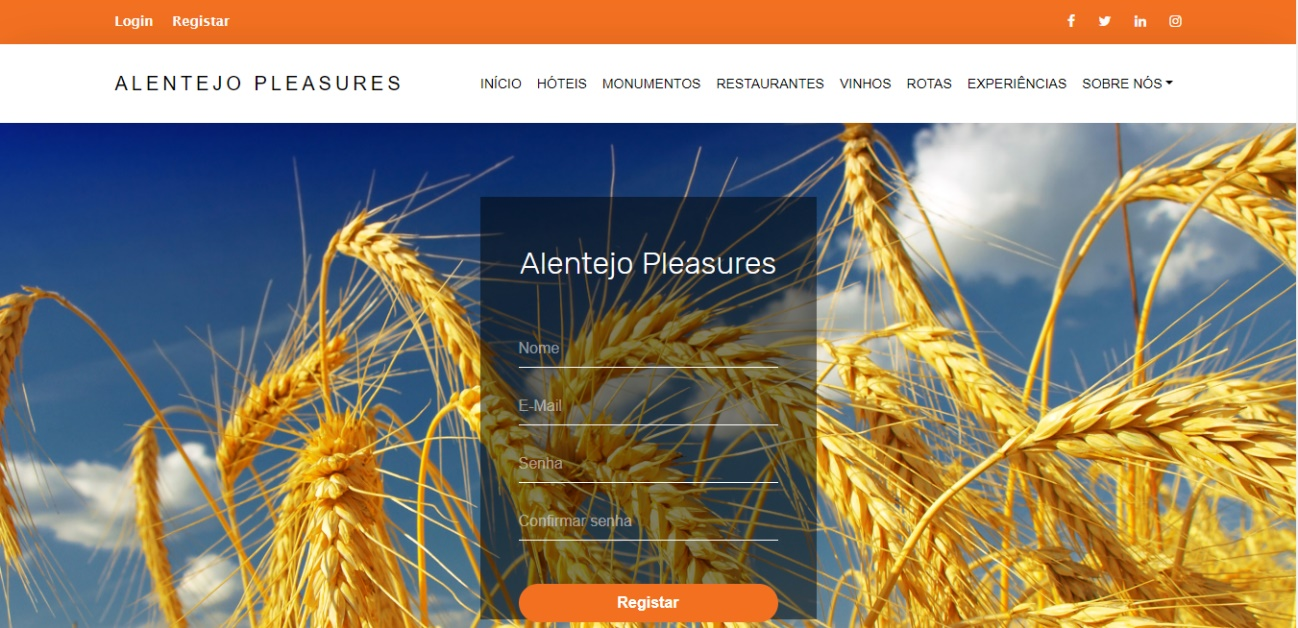 Login Registar
ALENTEJO PLEASURES INÍCIO HÓTEIS MONUMENTOS RESTAURANTES VINHOS ROTAS EXPERIÊNCIAS SOBRE NÓS
Alentejo Pleasures
Nome
E-Mail
Senha
Confirmar senha
Registar